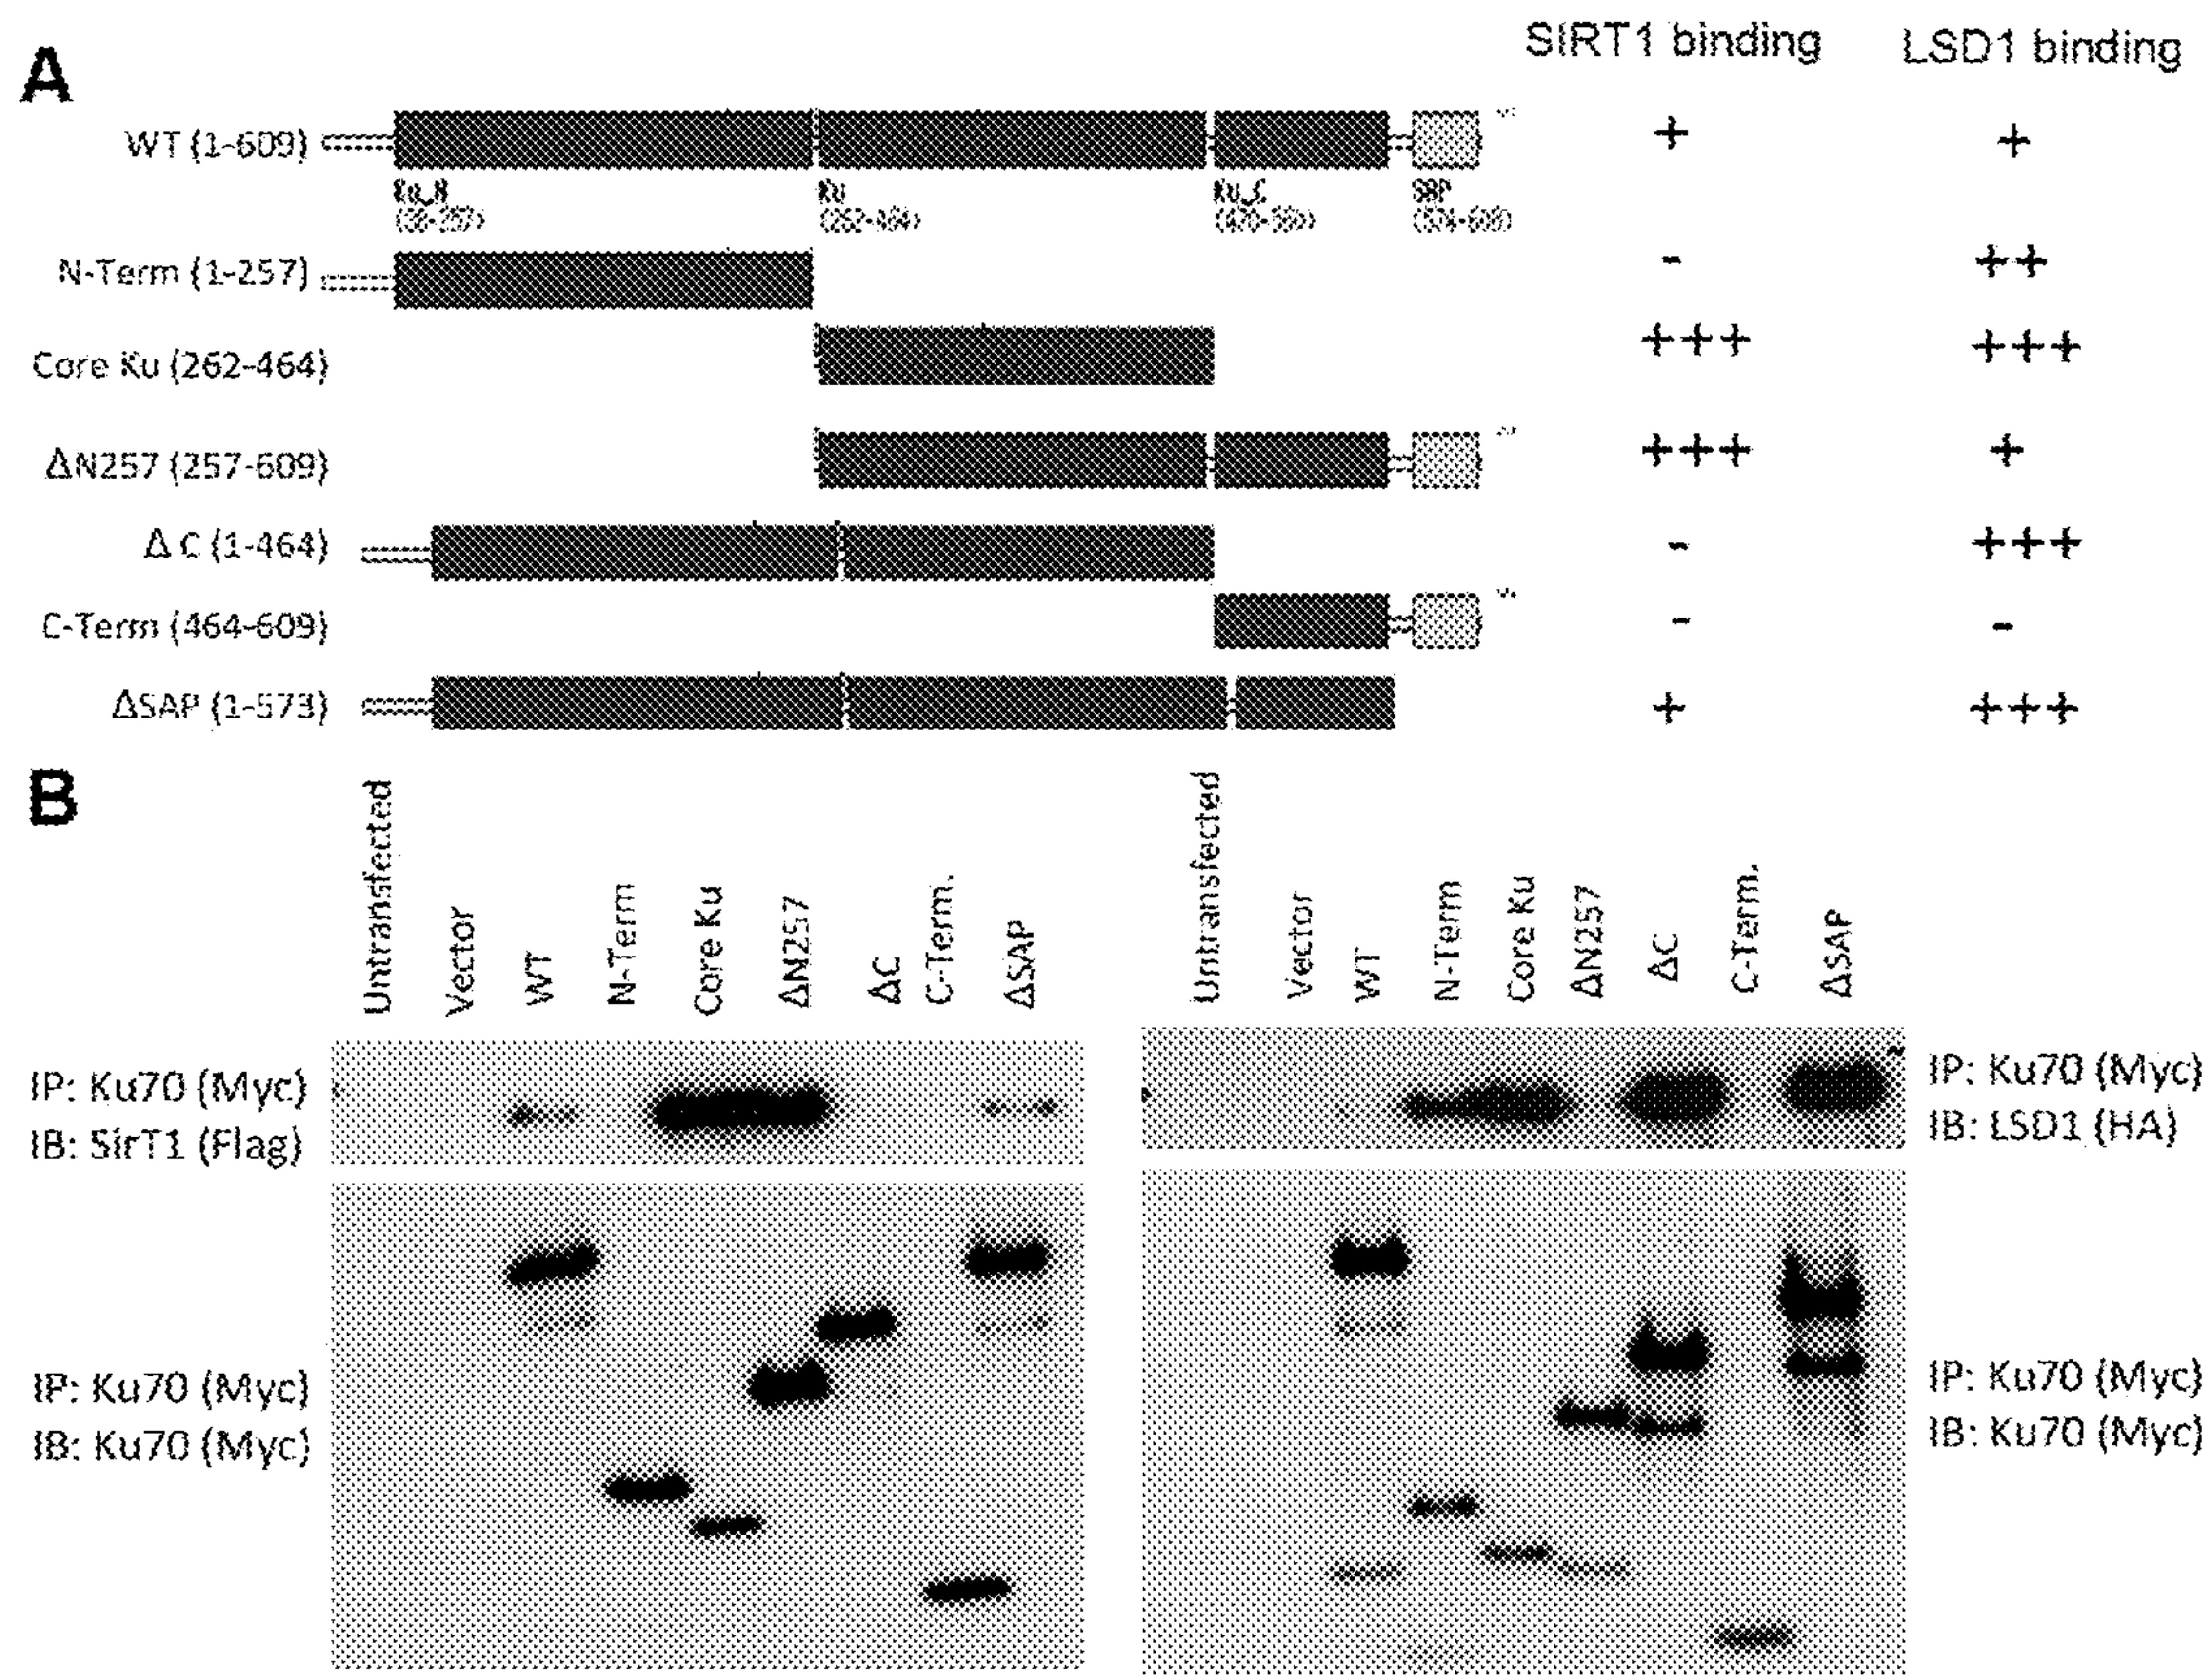 A
SIRT1 binding LSD1 binding
WT (1-609) + +
Ku
(262-464)
N-Term (1-257) - ++
Core Ku (262-464) +++ +++
ΔN257 (257-609) +++ +
Δ C (1-464) - +++
C-Term (464-609) - -
ΔSAP (1-573) + +++
B
Untransfected Vector WT N-Term Core Ku ΔN257 ΔC C-Term. ΔSAP
Untransfected Vector WT N-Term Core Ku ΔN257 ΔC C-Term. ΔSAP
IP: Ku70 (Myc)
IB: SirT1 (Flag)
IP: Ku70 (Myc)
IB: LSD1 (HA)
IP: Ku70 (Myc)
IB: Ku70 (Myc)
IP: Ku70 (Myc)
IB: Ku70 (Myc)